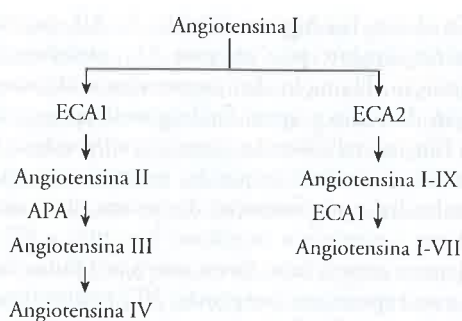 Angiotensina I
ECA1 ECA2
Angiotensina II Angiotensina I-IX
APA ECA1
Angiotensina III Angiotensina I-VII
Angiotensina IV